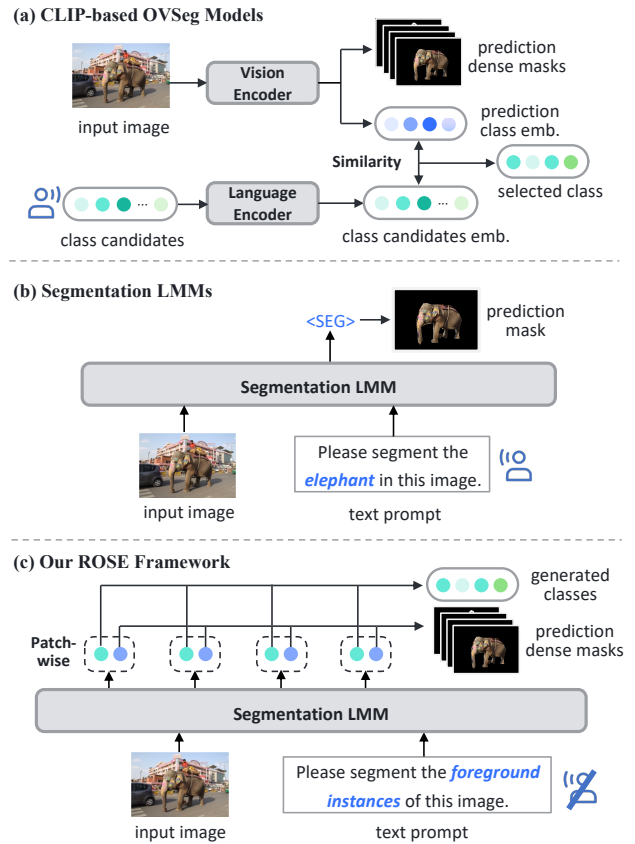 (a) CLIP-based OVSeg Models
Vision
Encoder
input image
prediction
dense masks
prediction
class emb.
Similarity
selected class
Language
Encoder
...
...
class candidates
class candidates emb.
(b) Segmentation LMMs
<SEG>
prediction
mask
Segmentation LMM
Please segment the
elephant in this image.
input image
text prompt
(c) Our ROSE Framework
generated
classes
Patch-
wise
prediction
dense masks
Segmentation LMM
Please segment the foreground
instances of this image.
input image
text prompt